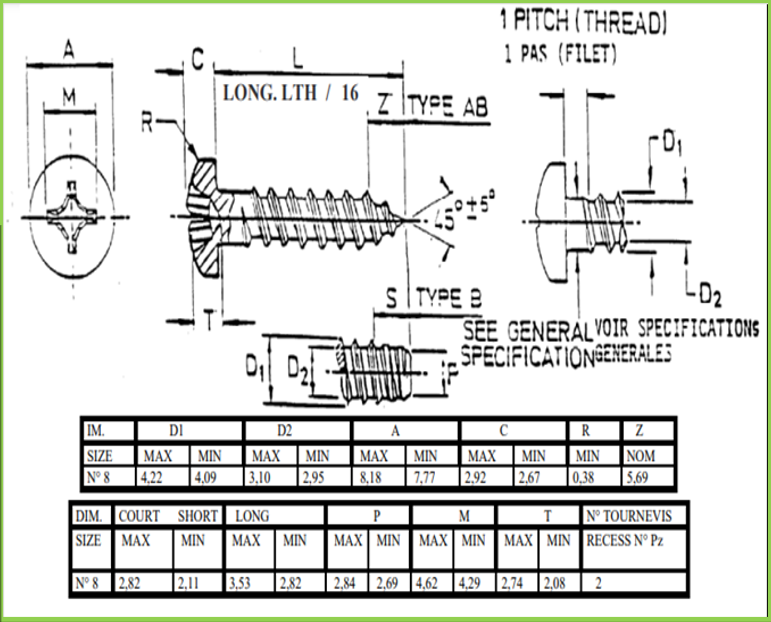 1 PITCH (THREAD)
1 PAS (FILET)
A
C
L
LONG. LTH / 16
Z
TYPE AB
M
R
D1
45° ± 5°
D2
T
S
TYPE B
SEE GENERAL
SPECIFICATION
VOIR SPECIFICATIONS
GENERALES
D1
D2
P
IM. D1 D2 A C R Z
SIZE MAX MIN MAX MIN MAX MIN MAX MIN MIN NOM
N° 8 4,22 4,09 3,10 2,95 8,18 7,77 2,92 2,67 0,38 5,69
DIM. COURT SHORT LONG P M T N° TOURNEVIS
SIZE MAX MIN MAX MIN MAX MIN MAX MIN MAX MIN RECESS N° Pz
N° 8 2,82 2,11 3,53 2,82 2,84 2,69 4,62 4,29 2,74 2,08 2